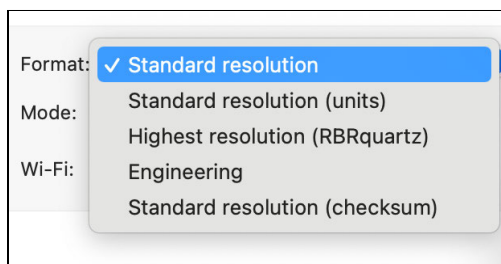 Format: ✓ Standard resolution
Standard resolution (units)
Mode:
Highest resolution (RBRquartz)
Wi-Fi:
Engineering
Standard resolution (checksum)